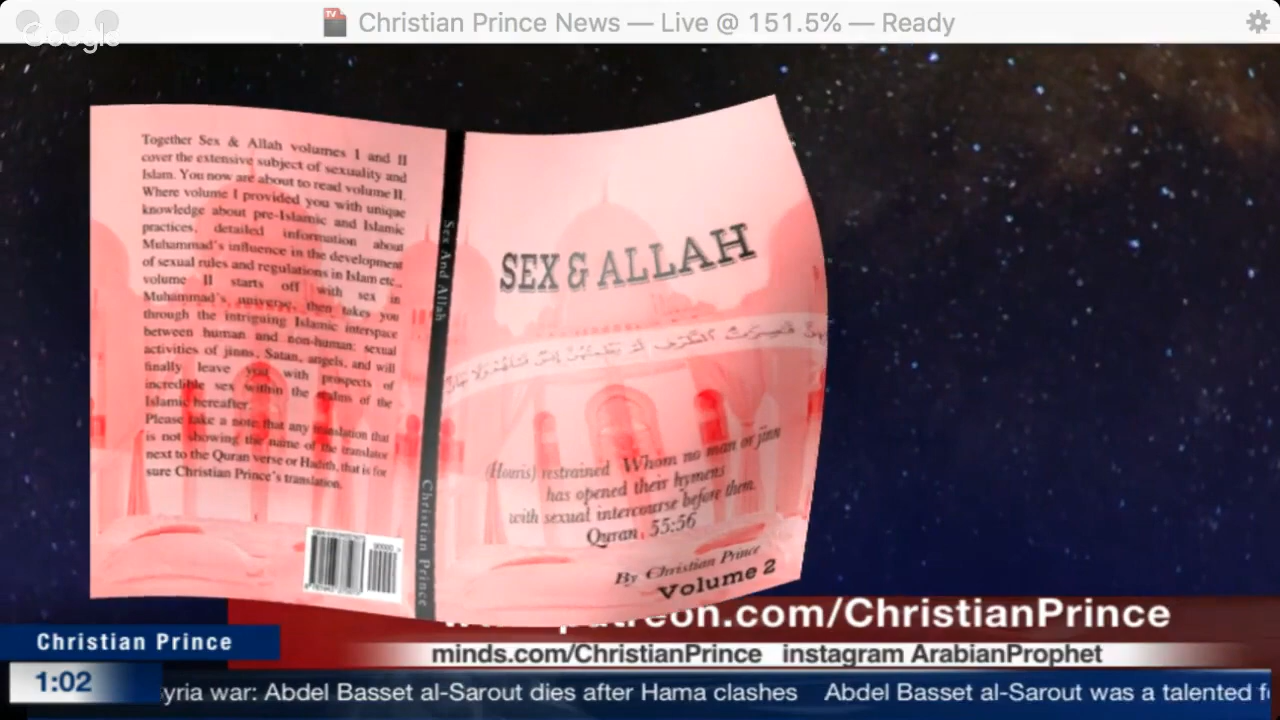 Christian Prince News — Live @ 151.5% — Ready
Google
Together Sex & Allah volumes I and II
cover the extensive subject of sexuality and
Islam. You now are about to read volume II.
Where volume I provided you with unique
knowledge about pre-Islamic and Islamic
practices, detailed information about
Muhammad's influence in the development
of sexual rules and regulations in Islam etc.,
volume II starts off with sex in
Muhammad's universe, then takes you
through the intriguing Islamic interspace
between human and non-human: sexual
activities of jinns, Satan, angels, and will
finally leave you with prospects of
incredible sex within the realms of the
Islamic hereafter.
Please take a note that any translation that
is not showing the name of the translator
next to the Quran verse or Hadith, that is for
sure Christian Prince's translation.
90000
Sex And Allah
Christian Prince
SEX & ALLAH
(Houris) restrained Whom no man or jinn
has opened their hymens
with sexual intercourse before them.
Quran, 55:56
By Christian Prince
Volume 2
patreon.com/ChristianPrince
minds.com/ChristianPrince instagram ArabianProphet
Christian Prince
1:02
yria war: Abdel Basset al-Sarout dies after Hama clashes Abdel Basset al-Sarout was a talented f